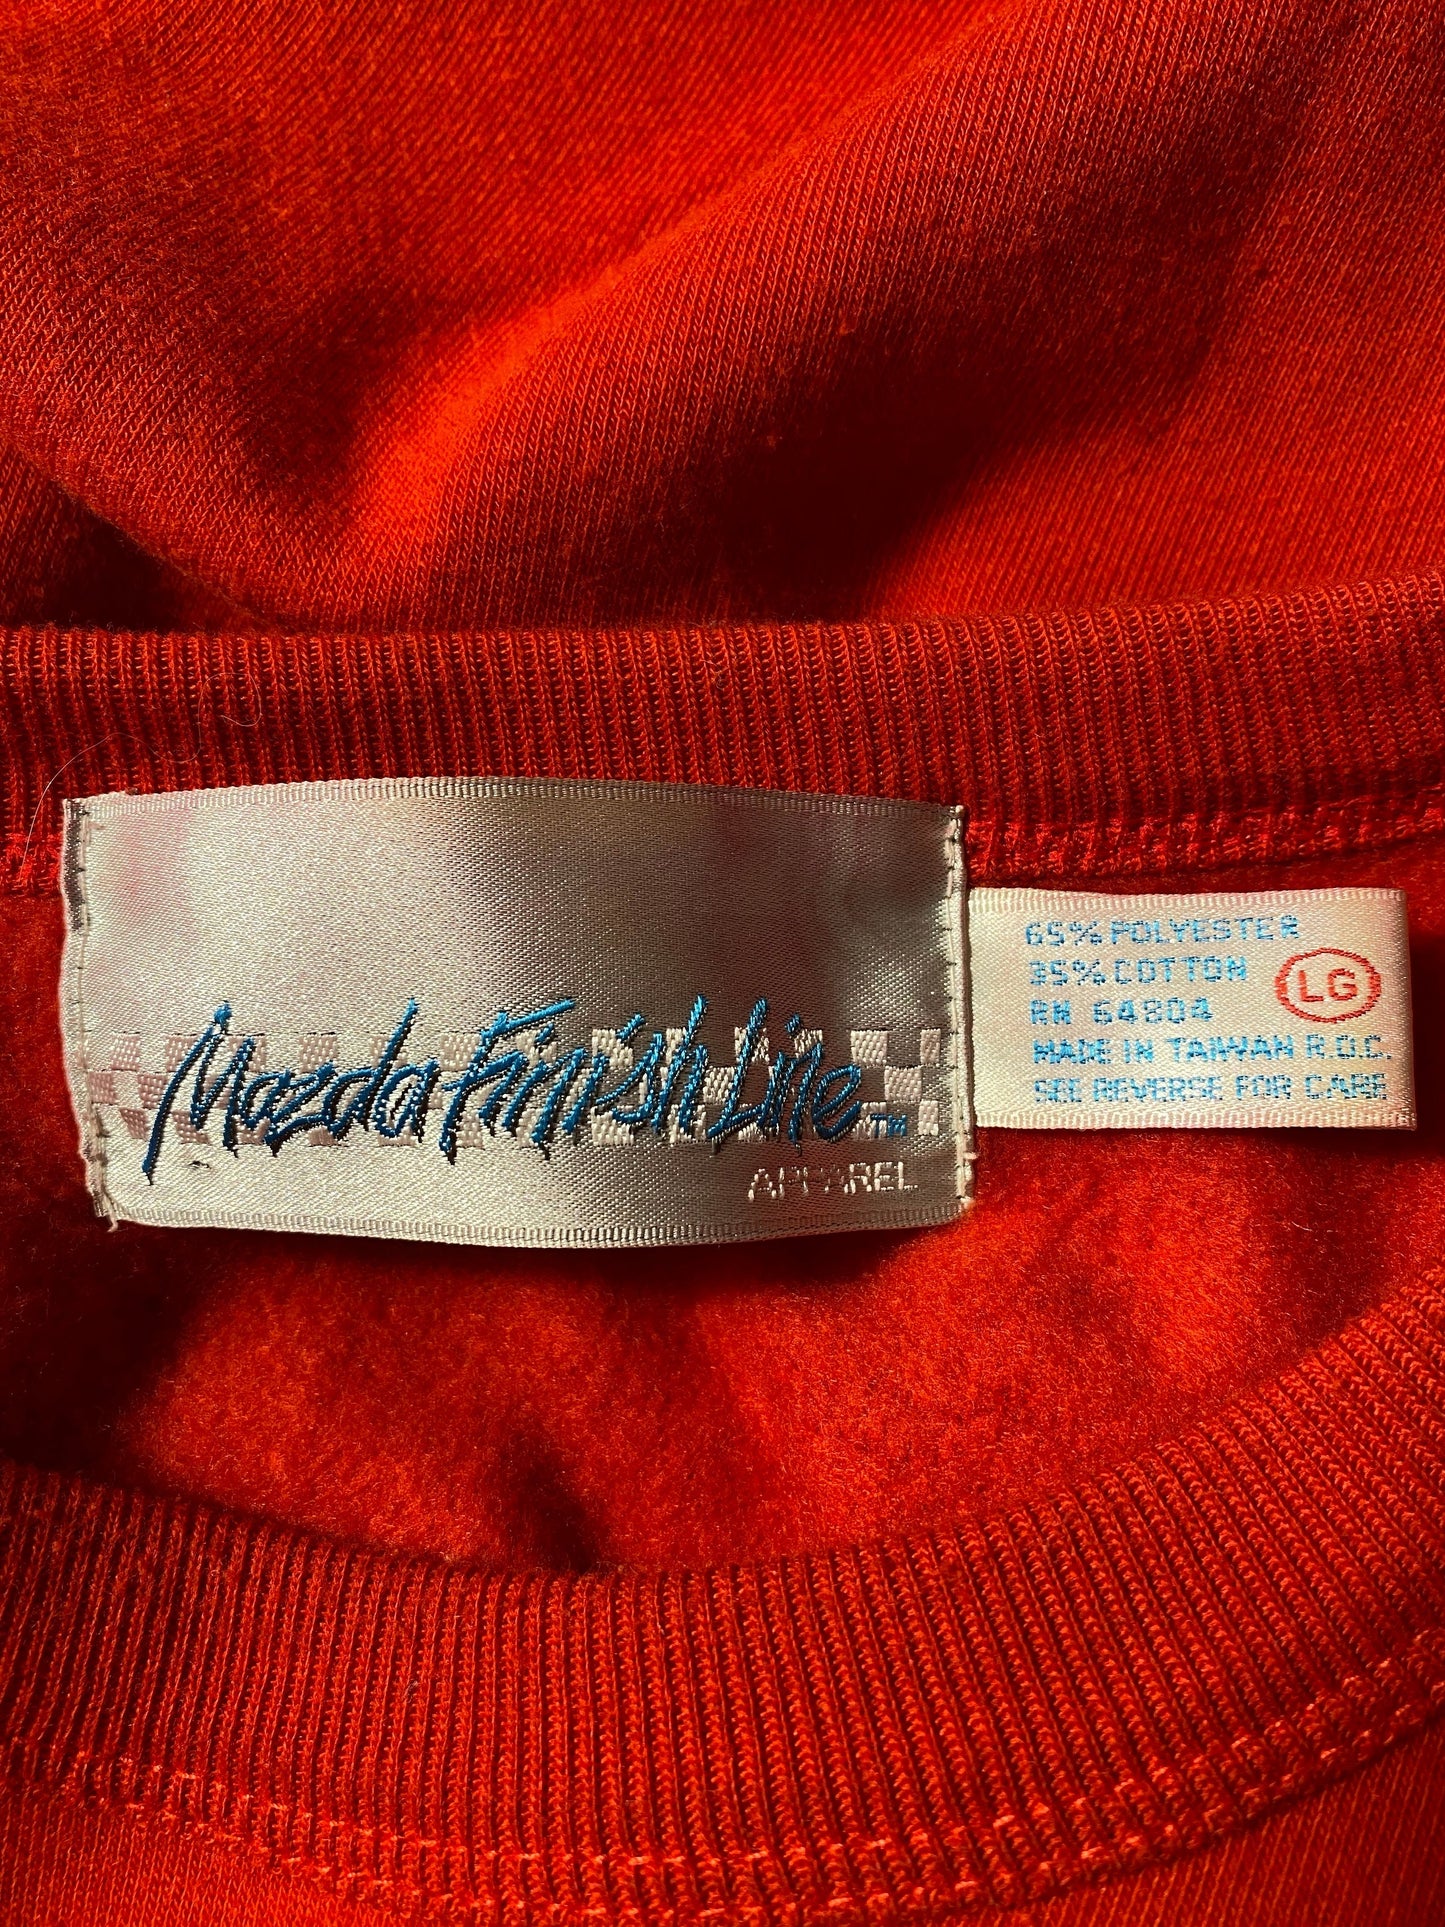 Mazda Finish Line™
APPAREL
65% POLYESTER
35% COTTON
LG
RN 64804
MADE IN TAIWAN R.O.C.
SEE REVERSE FOR CARE